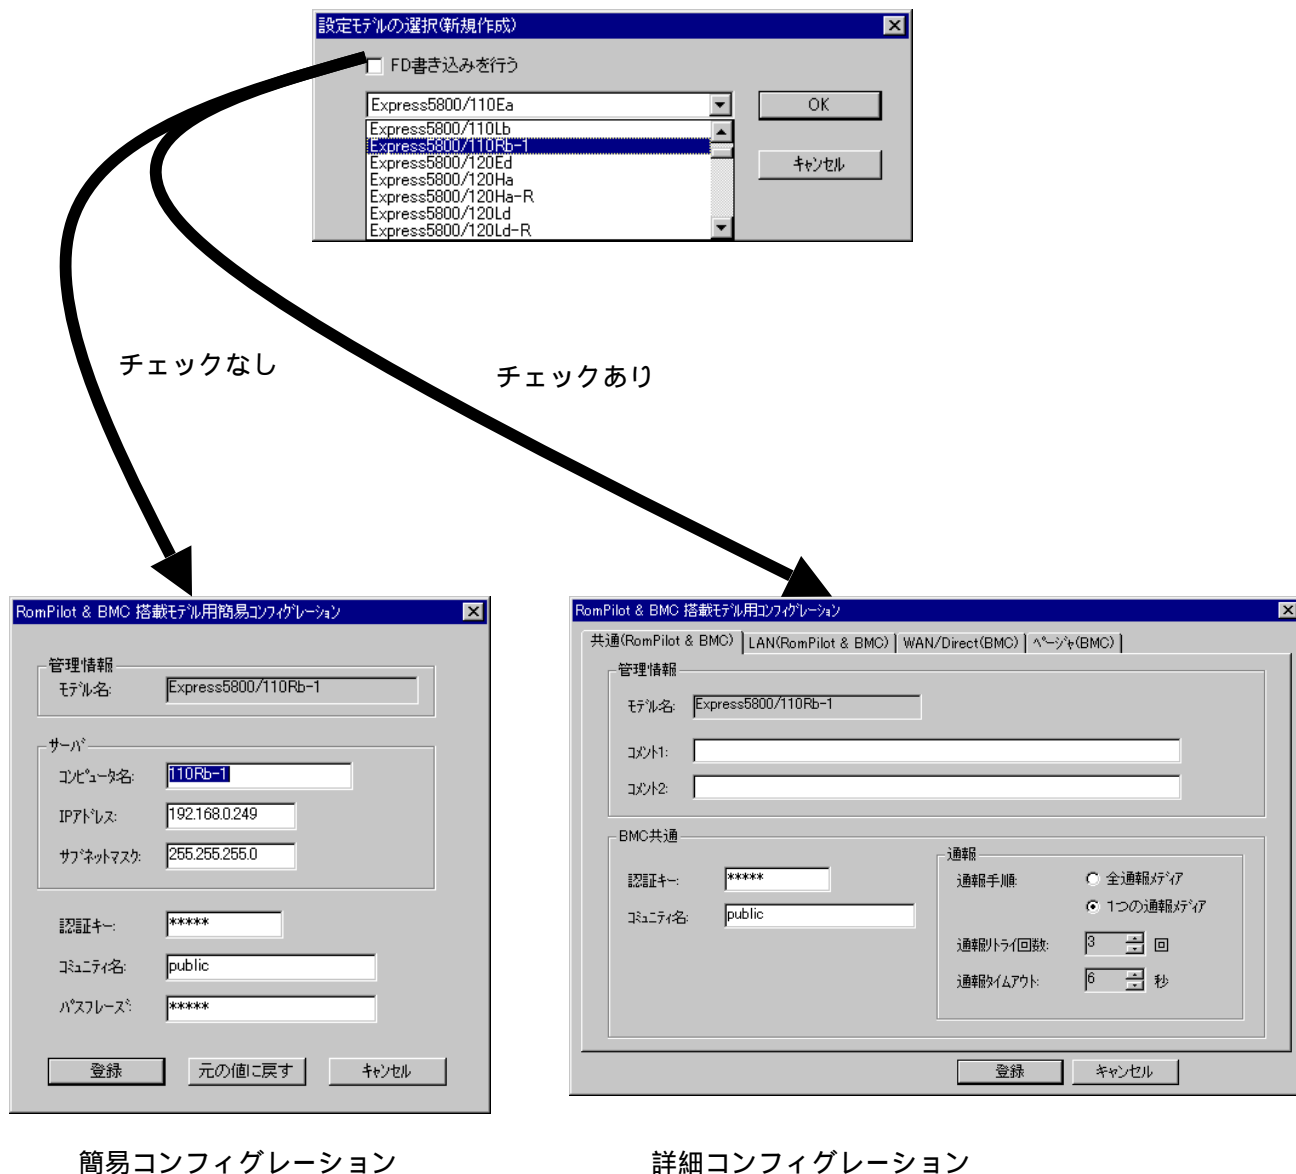 設定モデルの選択(新規作成)
FD書き込みを行う
Express5800/110Ea
OK
Express5800/110Lb
Express5800/110Rb-1
Express5800/120Ed
Express5800/120Ha
Express5800/120Ha-R
Express5800/120Ld
Express5800/120Ld-R
キャンセル
チェックなし
チェックあり
RomPilot & BMC 搭載モデル用簡易コンフィグレーション
管理情報
モデル名:
Express5800/110Rb-1
サーバ
コンピュータ名:
110Rb-1
IPアドレス:
192.168.0.249
サブネットマスク:
255.255.255.0
認証キー:
*****
コミュニティ名:
public
パスフレーズ:
*****
登録
元の値に戻す
キャンセル
簡易コンフィグレーション
RomPilot & BMC 搭載モデル用コンフィグレーション
共通(RomPilot & BMC)
LAN(RomPilot & BMC)
WAN/Direct(BMC)
ページャ(BMC)
管理情報
モデル名:
Express5800/110Rb-1
コメント1:
コメント2:
BMC共通
認証キー:
*****
コミュニティ名:
public
通報
通報手順:
全通報メディア
1つの通報メディア
通報リトライ回数:
3
回
通報タイムアウト:
6
秒
登録
キャンセル
詳細コンフィグレーション